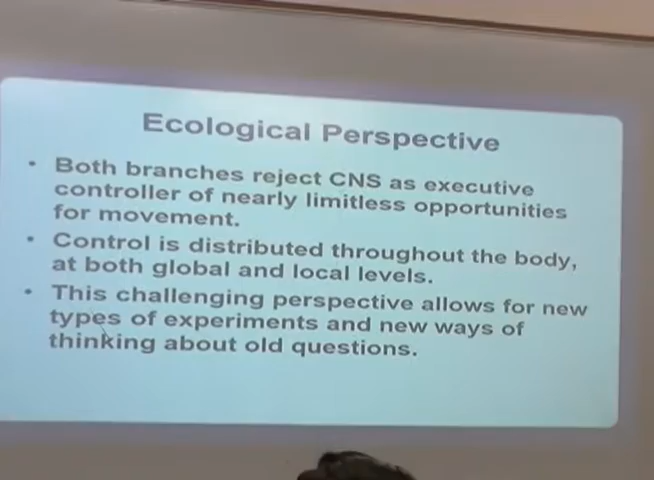 Ecological Perspective
• Both branches reject CNS as executive
controller of nearly limitless opportunities
for movement.
• Control is distributed throughout the body,
at both global and local levels.
• This challenging perspective allows for new
types of experiments and new ways of
thinking about old questions.